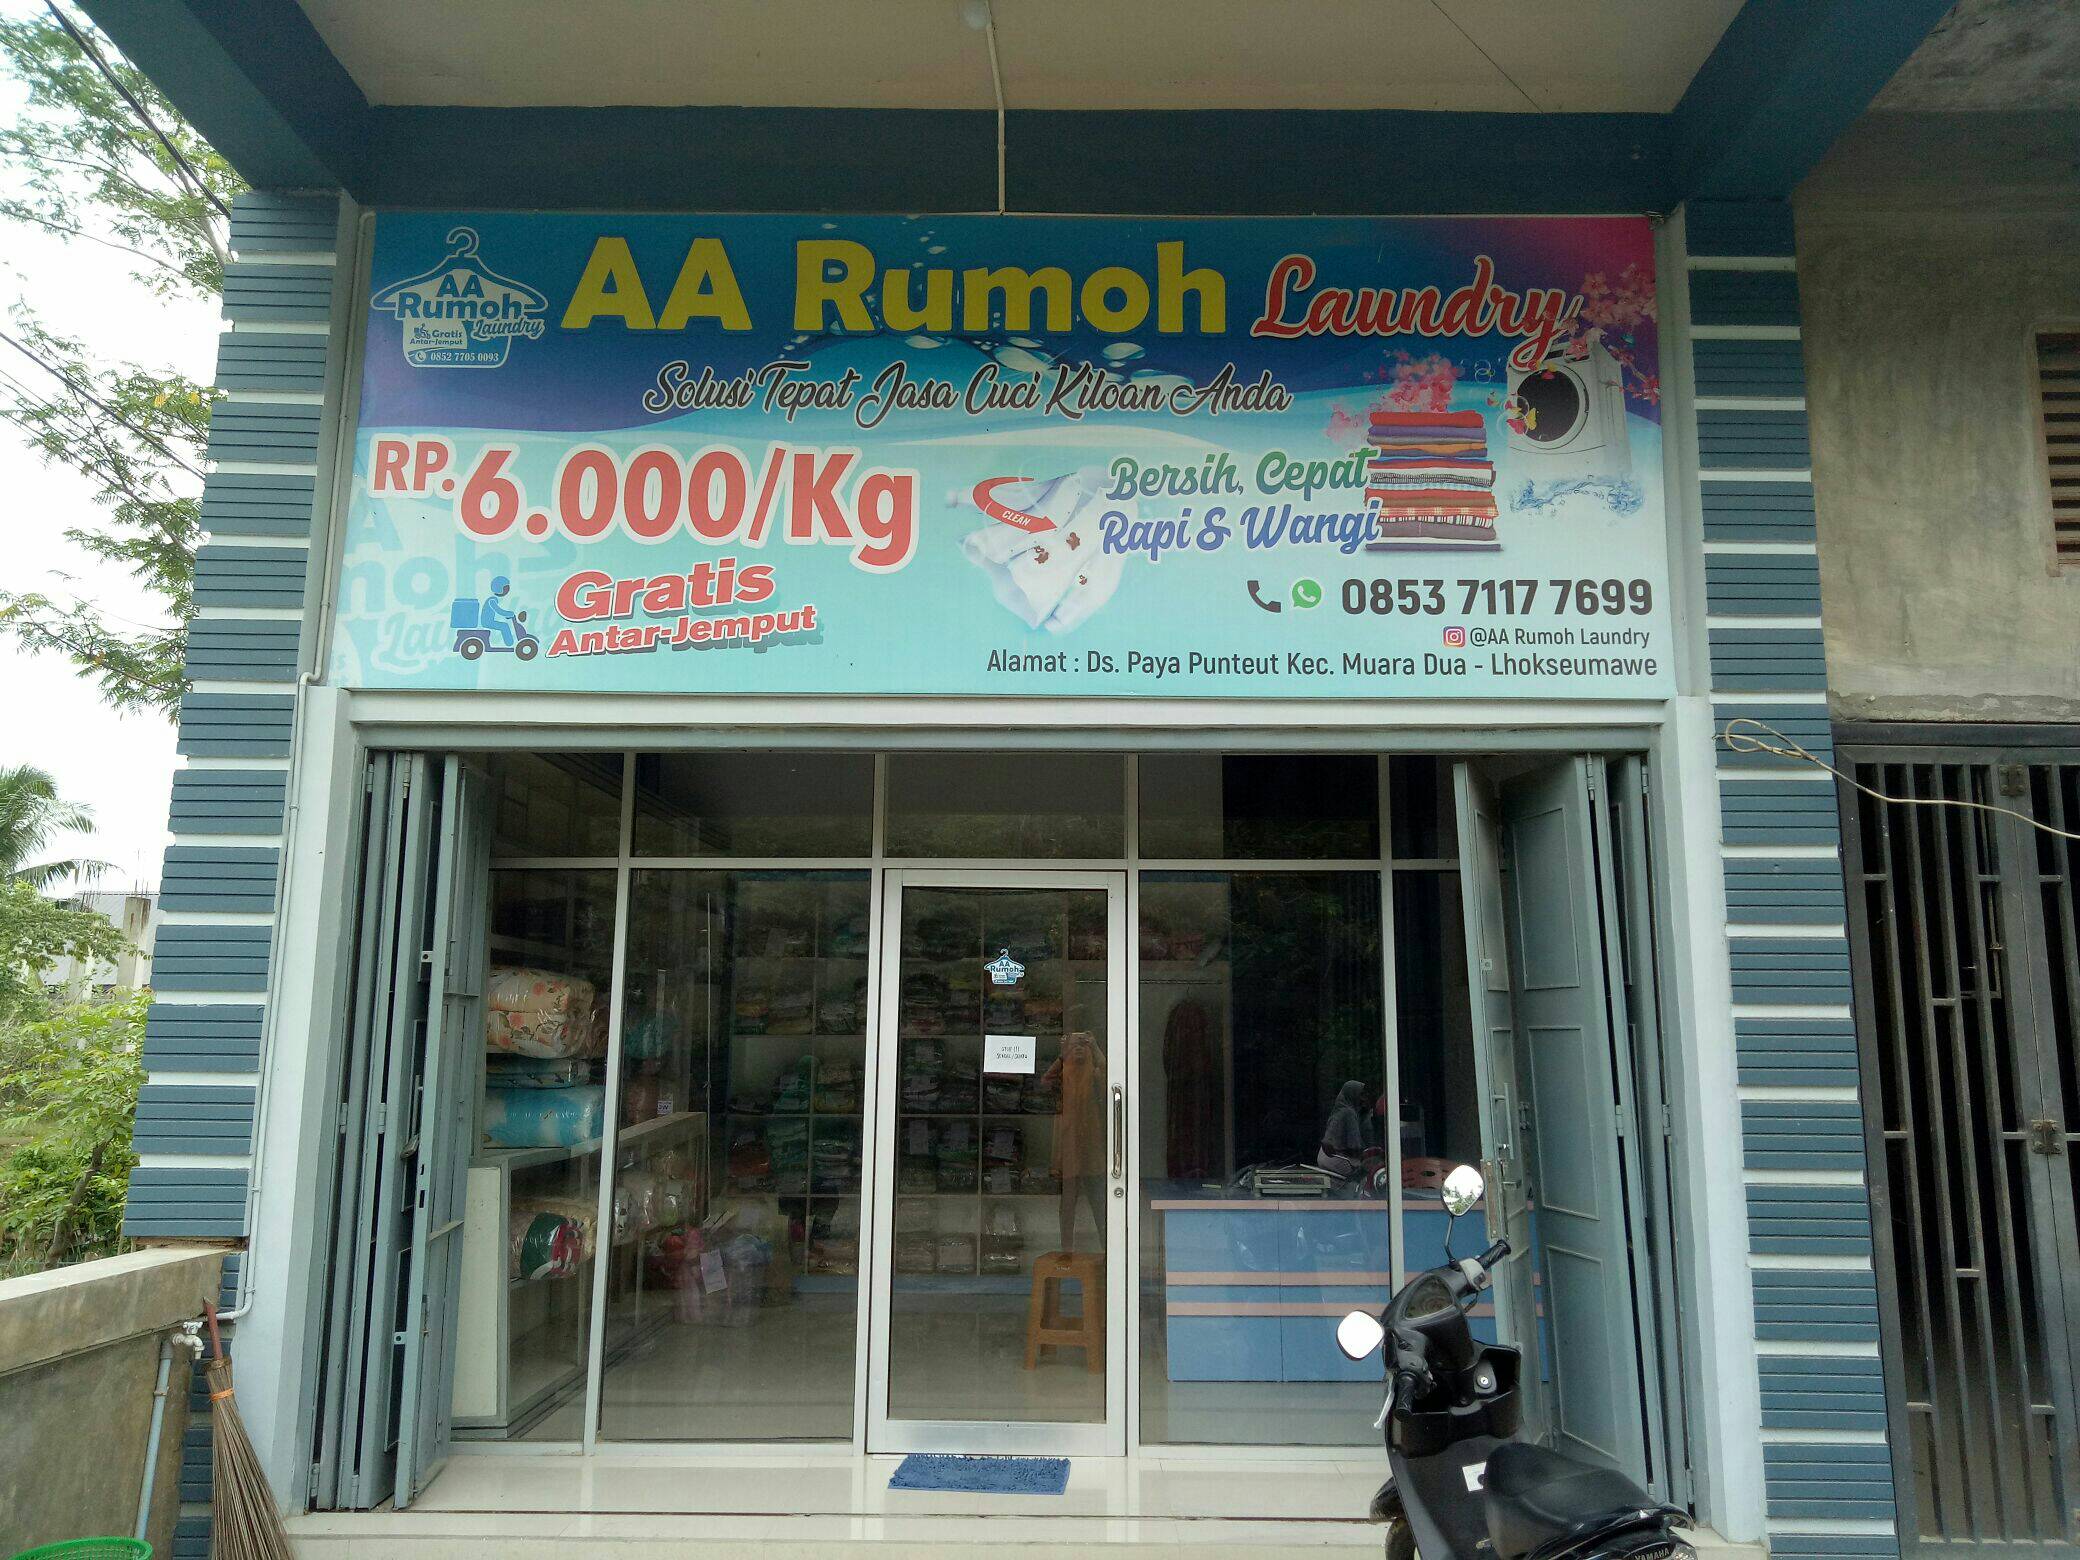 AA Rumoh Laundry
AA
Rumoh
Laundry
Gratis
Antar-Jemput
0852 7705 0093
Solusi Tepat Jasa Cuci Kiloan Anda
RP. 6.000/Kg
CLEAN
Bersih, Cepat
Rapi & Wangi
Gratis
Antar-Jemput
0853 7117 7699
@AA Rumoh Laundry
Alamat : Ds. Paya Punteut Kec. Muara Dua - Lhokseumawe
AA
Rumoh
YAMAHA